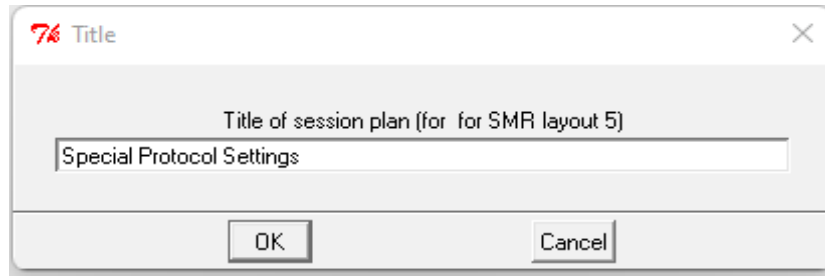 Title
Title of session plan (for  for SMR layout 5)
Special Protocol Settings
OK
Cancel